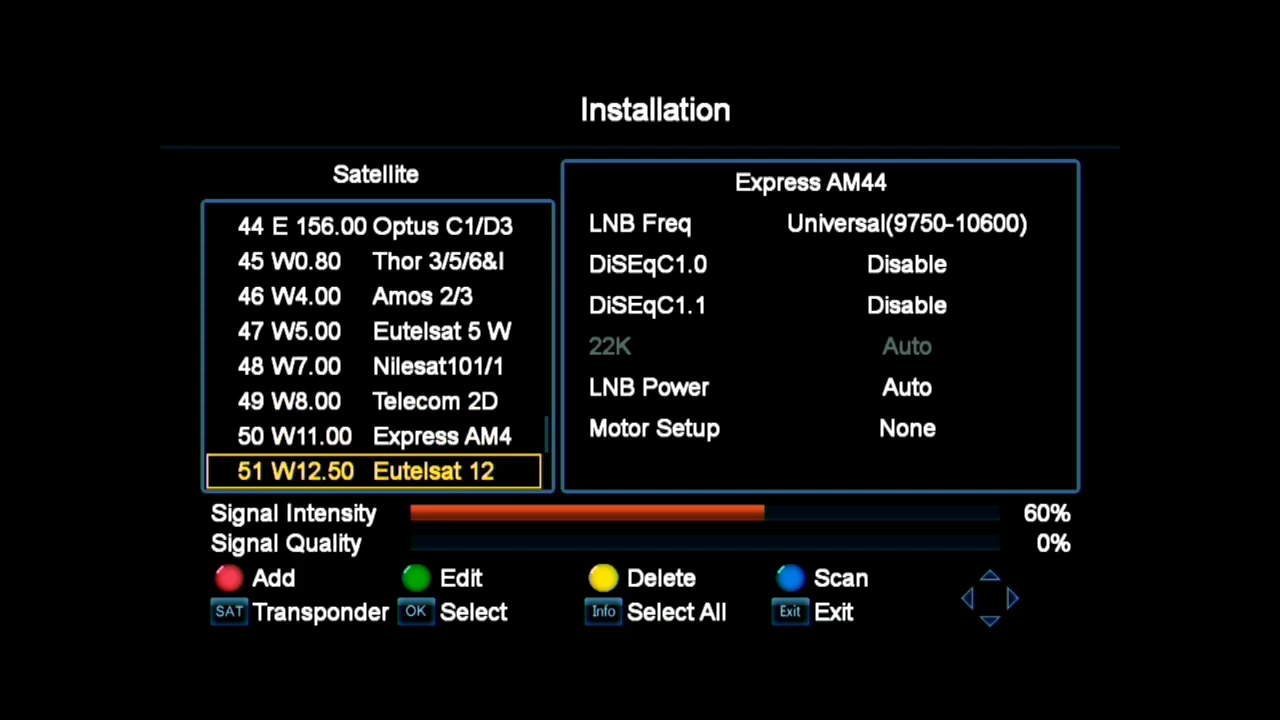 Installation
Satellite
44 E 156.00 Optus C1/D3
45 W0.80 Thor 3/5/6&I
46 W4.00 Amos 2/3
47 W5.00 Eutelsat 5 W
48 W7.00 Nilesat101/1
49 W8.00 Telecom 2D
50 W11.00 Express AM4
51 W12.50 Eutelsat 12
Express AM44
LNB Freq Universal(9750-10600)
DiSEqC1.0 Disable
DiSEqC1.1 Disable
22K Auto
LNB Power Auto
Motor Setup None
Signal Intensity 60%
Signal Quality 0%
Add Edit Delete Scan
SAT Transponder OK Select Info Select All Exit Exit